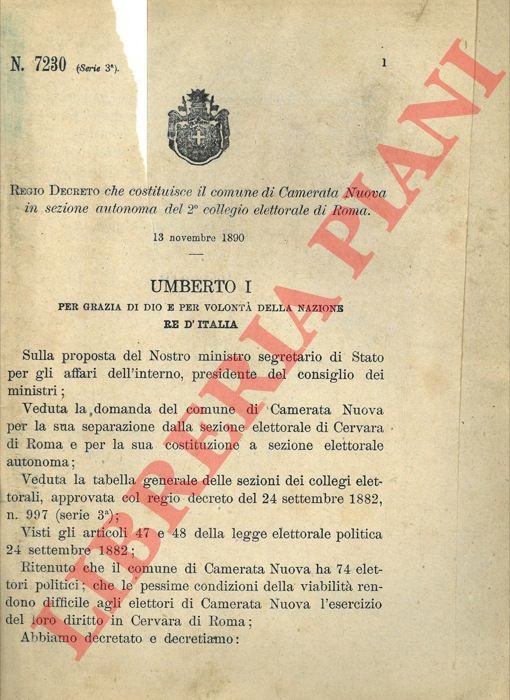 N. 7230 (Serie 3ª).
1
REGIO DECRETO che costituisce il comune di Camerata Nuova
in sezione autonoma del 2º collegio elettorale di Roma.
13 novembre 1890
UMBERTO I
PER GRAZIA DI DIO E PER VOLONTÀ DELLA NAZIONE
RE D'ITALIA
Sulla proposta del Nostro ministro segretario di Stato
per gli affari dell'interno, presidente del consiglio dei
ministri;
Veduta la domanda del comune di Camerata Nuova
per la sua separazione dalla sezione elettorale di Cervara
di Roma e per la sua costituzione a sezione elettorale
autonoma;
Veduta la tabella generale delle sezioni dei collegi elet-
torali, approvata col regio decreto del 24 settembre 1882,
n. 997 (serie 3ª);
Visti gli articoli 47 e 48 della legge elettorale politica
24 settembre 1882;
Ritenuto che il comune di Camerata Nuova ha 74 elet-
tori politici; che le pessime condizioni della viabilità ren-
dono difficile agli elettori di Camerata Nuova l'esercizio
del loro diritto in Cervara di Roma;
Abbiamo decretato e decretiamo:
LIBRERIA PIANI